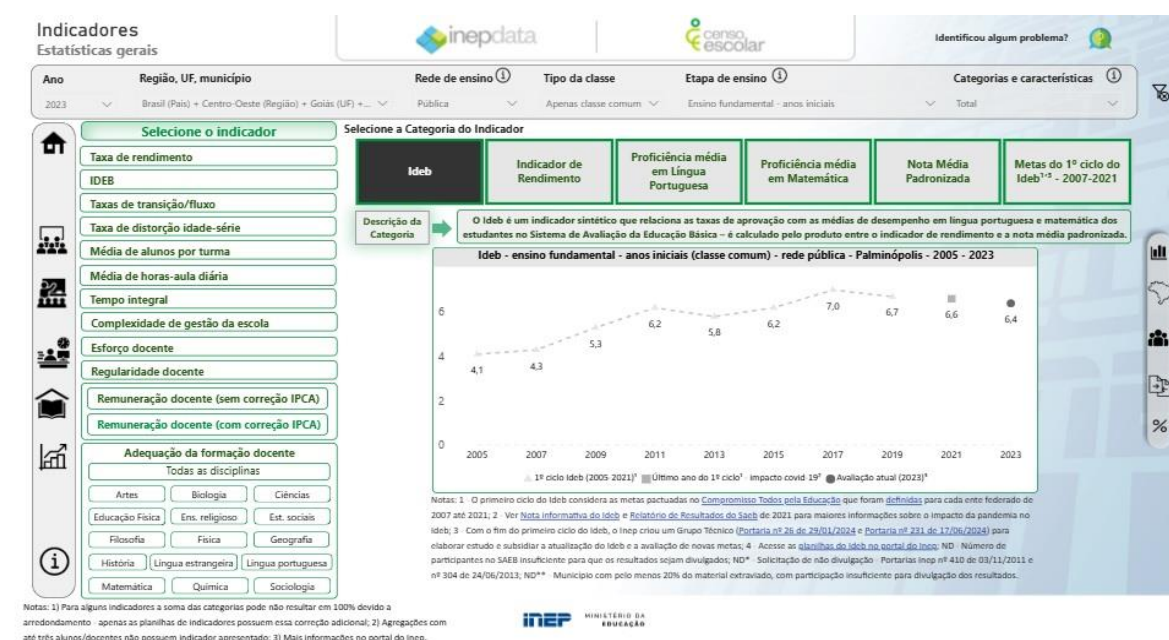 Indicadores
Estatísticas gerais
inepdata
censo escolar
Identificou algum problema?
Ano
Região, UF, município
Rede de ensino
Tipo da classe
Etapa de ensino
Categorias e características
2023
Brasil (País) + Centro-Oeste (Região) + Goiás (UF) +...
Pública
Apenas classe comum
Ensino fundamental - anos iniciais
Total
Selecione o indicador
Taxa de rendimento
IDEB
Taxas de transição/fluxo
Taxa de distorção idade-série
Média de alunos por turma
Média de horas-aula diária
Tempo integral
Complexidade de gestão da escola
Esforço docente
Regularidade docente
Remuneração docente (sem correção IPCA)
Remuneração docente (com correção IPCA)
Adequação da formação docente
Todas as disciplinas
Artes
Biologia
Ciências
Educação Física
Ens. religioso
Est. sociais
Filosofia
Física
Geografia
História
Língua estrangeira
Língua portuguesa
Matemática
Química
Sociologia
Selecione a Categoria do Indicador
Ideb
Indicador de Rendimento
Proficiência média em Língua Portuguesa
Proficiência média em Matemática
Nota Média Padronizada
Metas do 1º ciclo do Ideb¹,³ - 2007-2021
Descrição da Categoria
O Ideb é um indicador sintético que relaciona as taxas de aprovação com as médias de desempenho em língua portuguesa e matemática dos
estudantes no Sistema de Avaliação da Educação Básica – é calculado pelo produto entre o indicador de rendimento e a nota média padronizada.
Ideb - ensino fundamental - anos iniciais (classe comum) - rede pública - Palminópolis - 2005 - 2023
6
4
2
0
4,1
4,3
5,3
6,2
5,8
6,2
7,0
6,7
6,6
6,4
2005
2007
2009
2011
2013
2015
2017
2019
2021
2023
1º ciclo Ideb (2005-2021)¹
Último ano do 1º ciclo¹ - impacto covid-19²
Avaliação atual (2023)³
Notas: 1 - O primeiro ciclo do Ideb considera as metas pactuadas no Compromisso Todos pela Educação que foram definidas para cada ente federado de
2007 até 2021; 2 - Ver Nota informativa do Ideb e Relatório de Resultados do Saeb de 2021 para maiores informações sobre o impacto da pandemia no
Ideb; 3 - Com o fim do primeiro ciclo do Ideb, o Inep criou um Grupo Técnico (Portaria nº 26 de 29/01/2024 e Portaria nº 231 de 17/06/2024) para
elaborar estudo e subsidiar a atualização do Ideb e a avaliação de novas metas; 4 - Acesse as planilhas do Ideb no portal do Inep; ND - Número de
participantes no SAEB insuficiente para que os resultados sejam divulgados; ND* - Solicitação de não divulgação - Portarias Inep nº 410 de 03/11/2011 e
nº 304 de 24/06/2013; ND** - Município com pelo menos 20% do material extraviado, com participação insuficiente para divulgação dos resultados.
Notas: 1) Para alguns indicadores a soma das categorias pode não resultar em 100% devido a
arredondamento - apenas as planilhas de indicadores possuem essa correção adicional; 2) Agregações com
até três alunos/docentes não possuem indicador apresentado; 3) Mais informações no portal do Inep.
inep
MINISTÉRIO DA
EDUCAÇÃO